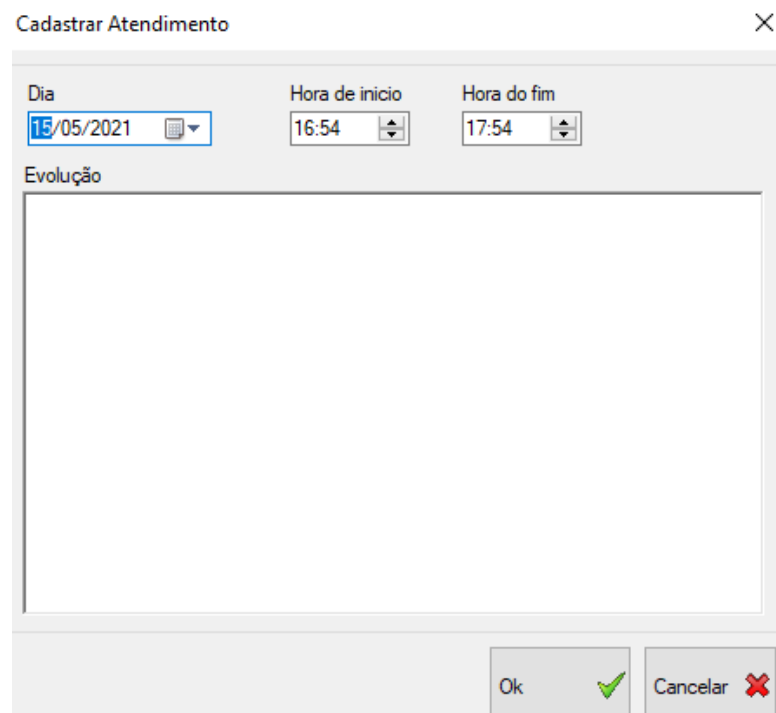 Cadastrar Atendimento
Dia Hora de inicio Hora do fim
15/05/2021 16:54 17:54
Evolução
Ok Cancelar